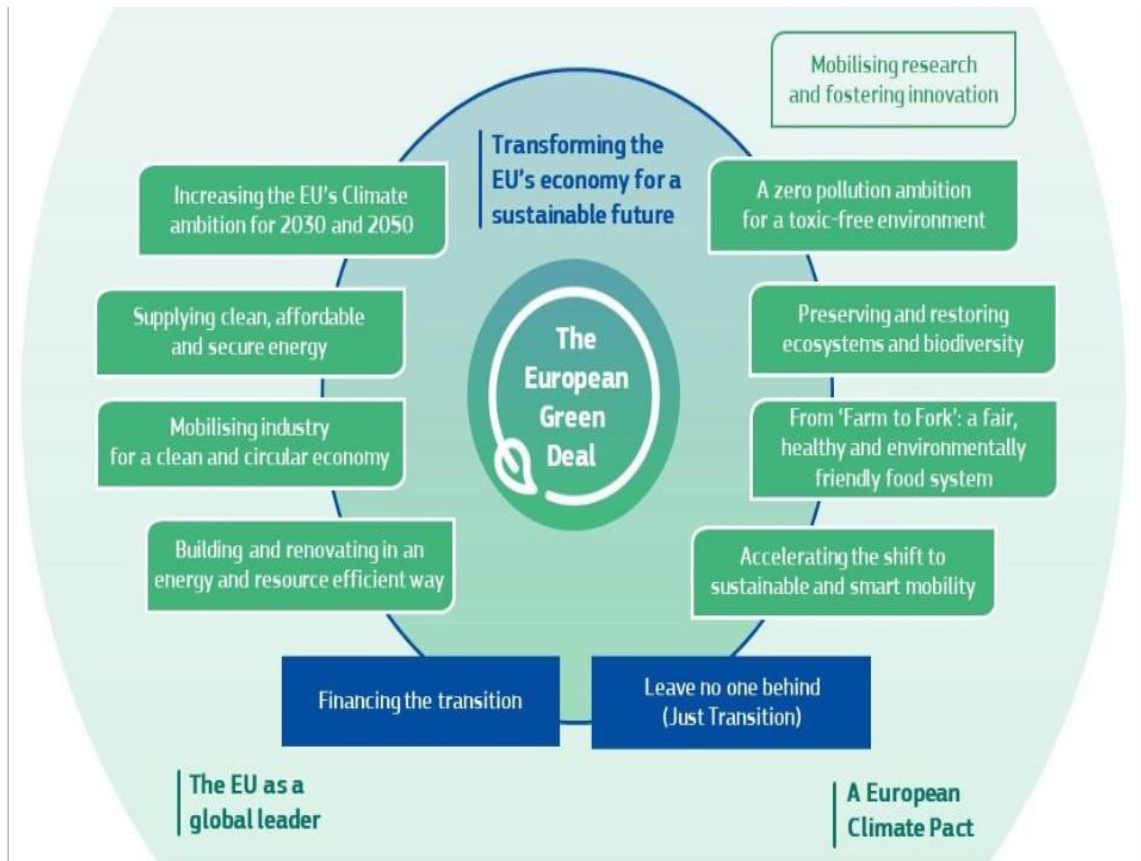 Mobilising research
and fostering innovation
Transforming the
EU's economy for a
sustainable future
Increasing the EU's Climate
ambition for 2030 and 2050
A zero pollution ambition
for a toxic-free environment
Supplying clean, affordable
and secure energy
Preserving and restoring
ecosystems and biodiversity
The
European
Green
Deal
Mobilising industry
for a clean and circular economy
From 'Farm to Fork': a fair,
healthy and environmentally
friendly food system
Building and renovating in an
energy and resource efficient way
Accelerating the shift to
sustainable and smart mobility
Financing the transition
Leave no one behind
(Just Transition)
The EU as a
global leader
A European
Climate Pact